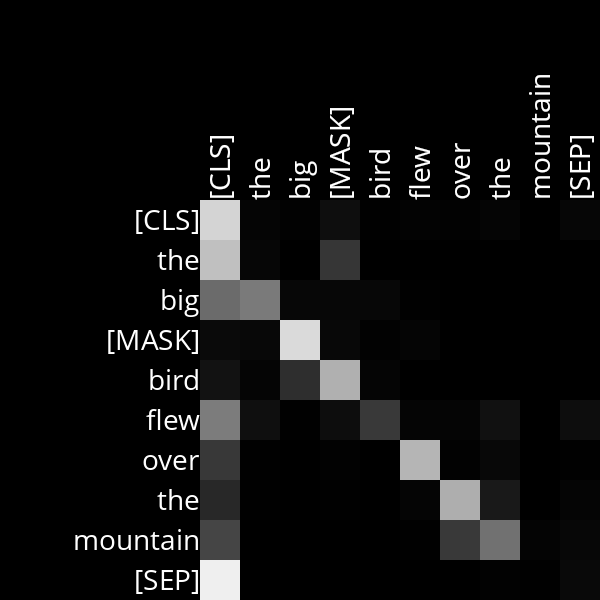 [CLS] the big [MASK] bird flew over the mountain [SEP]
[CLS]
the
big
[MASK]
bird
flew
over
the
mountain
[SEP]